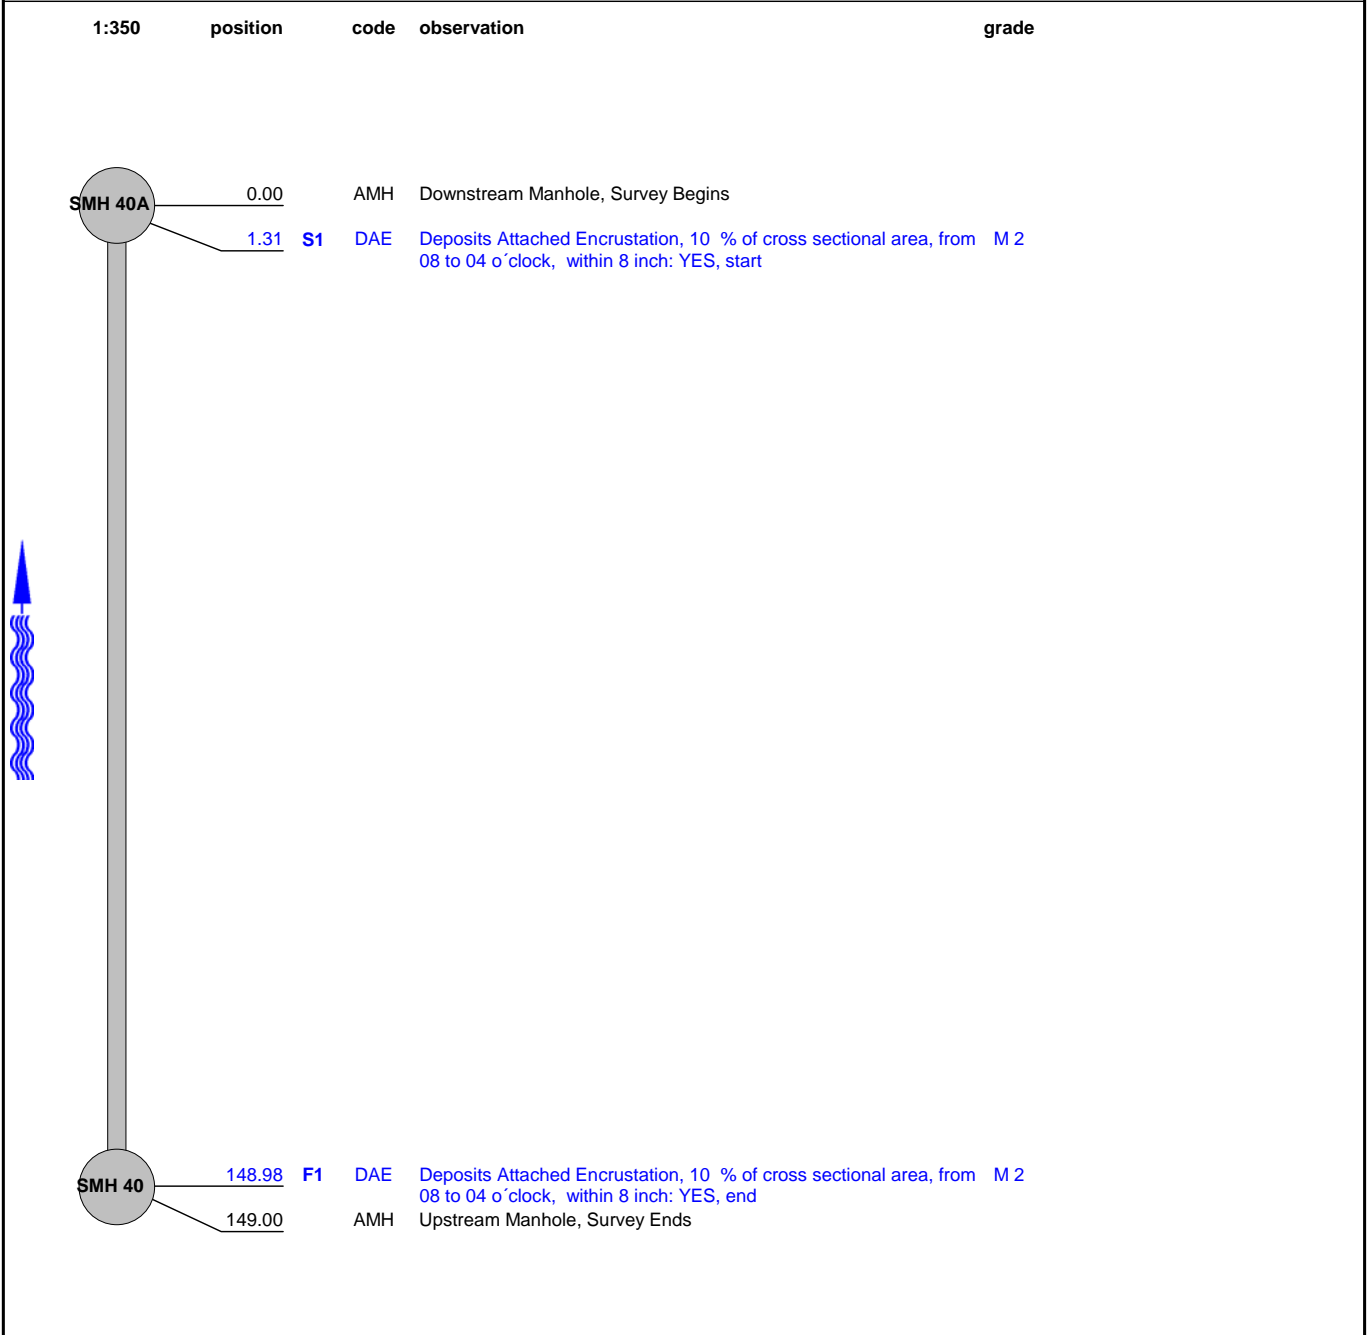 1:350 position code observation grade
SMH 40A 0.00 AMH Downstream Manhole, Survey Begins
1.31 S1 DAE Deposits Attached Encrustation, 10 % of cross sectional area, from M 2
08 to 04 o´clock, within 8 inch: YES, start
SMH 40 148.98 F1 DAE Deposits Attached Encrustation, 10 % of cross sectional area, from M 2
08 to 04 o´clock, within 8 inch: YES, end
149.00 AMH Upstream Manhole, Survey Ends